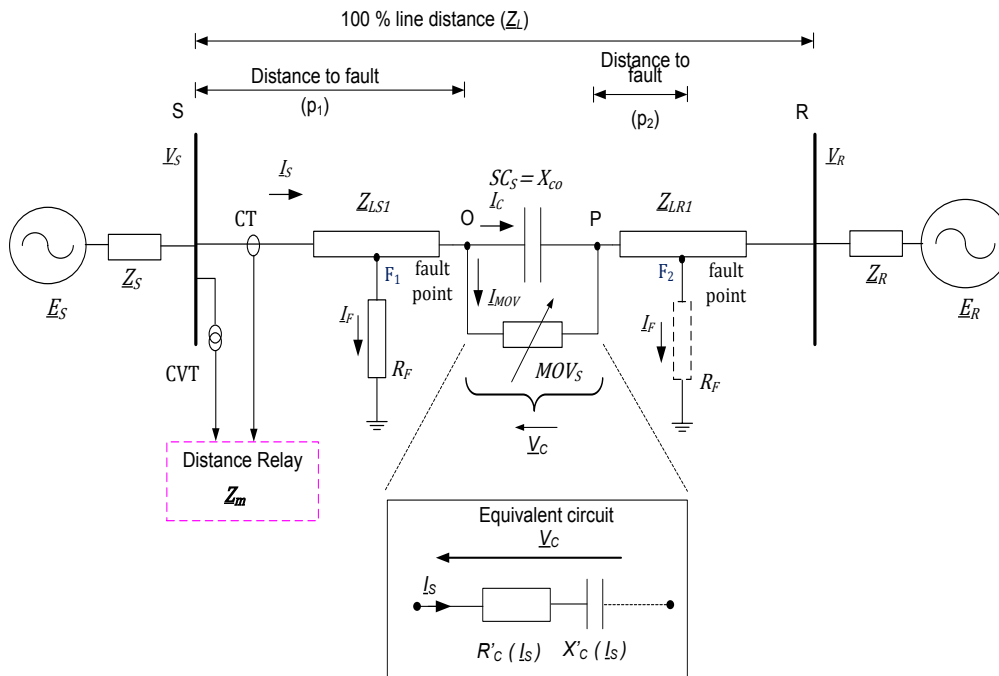 100 % line distance (Z_L)
Distance to fault
(p₁)
Distance to
fault
(p₂)
S
R
V_S
V_R
I_S
SC_S = X_co
CT
Z_LS1
O
I_C
P
Z_LR1
Z_S
F₁
fault
point
I_MOV
F₂
fault
point
Z_R
E_S
E_R
I_F
I_F
CVT
R_F
MOV_S
R_F
V_C
Distance Relay
Z_m
Equivalent circuit
V_C
I_S
R'_C ( I_S )
X'_C ( I_S )